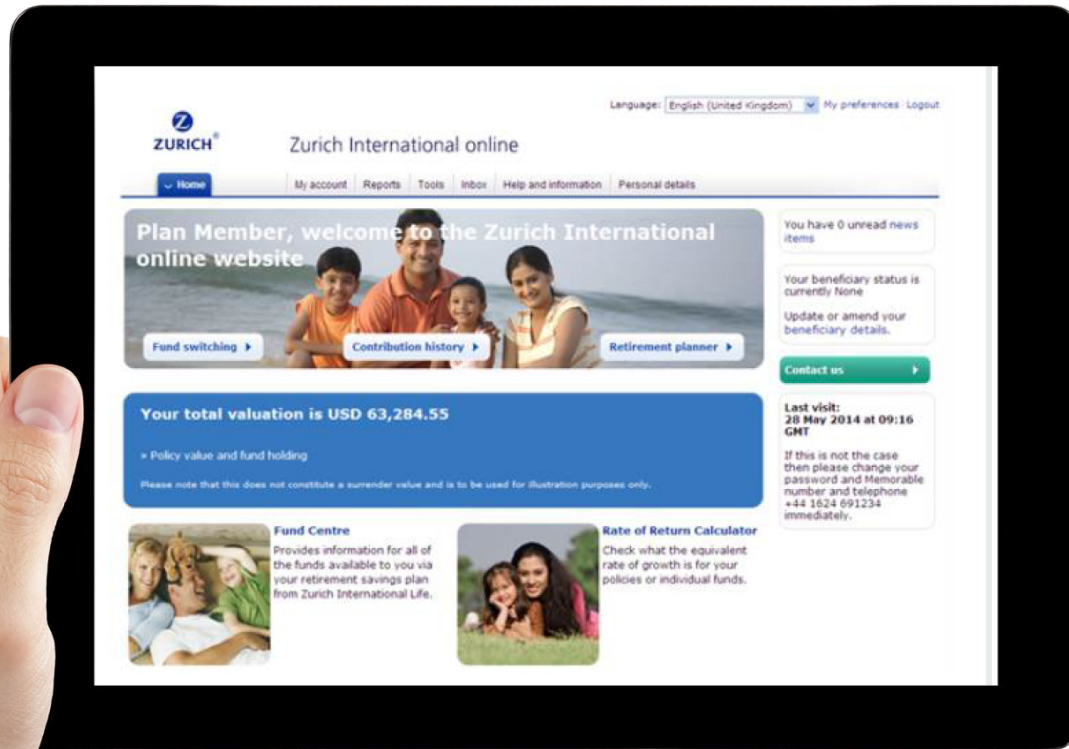 Language: English (United Kingdom) My preferences Logout
Z
ZURICH®
Zurich International online
Home My account Reports Tools Inbox Help and information Personal details
Plan Member, welcome to the Zurich International
online website
Fund switching Contribution history Retirement planner
You have 0 unread news
items
Your beneficiary status is
currently None
Update or amend your
beneficiary details.
Contact us
Your total valuation is USD 63,284.55
» Policy value and fund holding
Please note that this does not constitute a surrender value and is to be used for illustration purposes only.
Last visit:
28 May 2014 at 09:16
GMT
If this is not the case
then please change your
password and Memorable
number and telephone
+44 1624 691234
immediately.
Fund Centre
Provides information for all of
the funds available to you via
your retirement savings plan
from Zurich International Life.
Rate of Return Calculator
Check what the equivalent
rate of growth is for your
policies or individual funds.